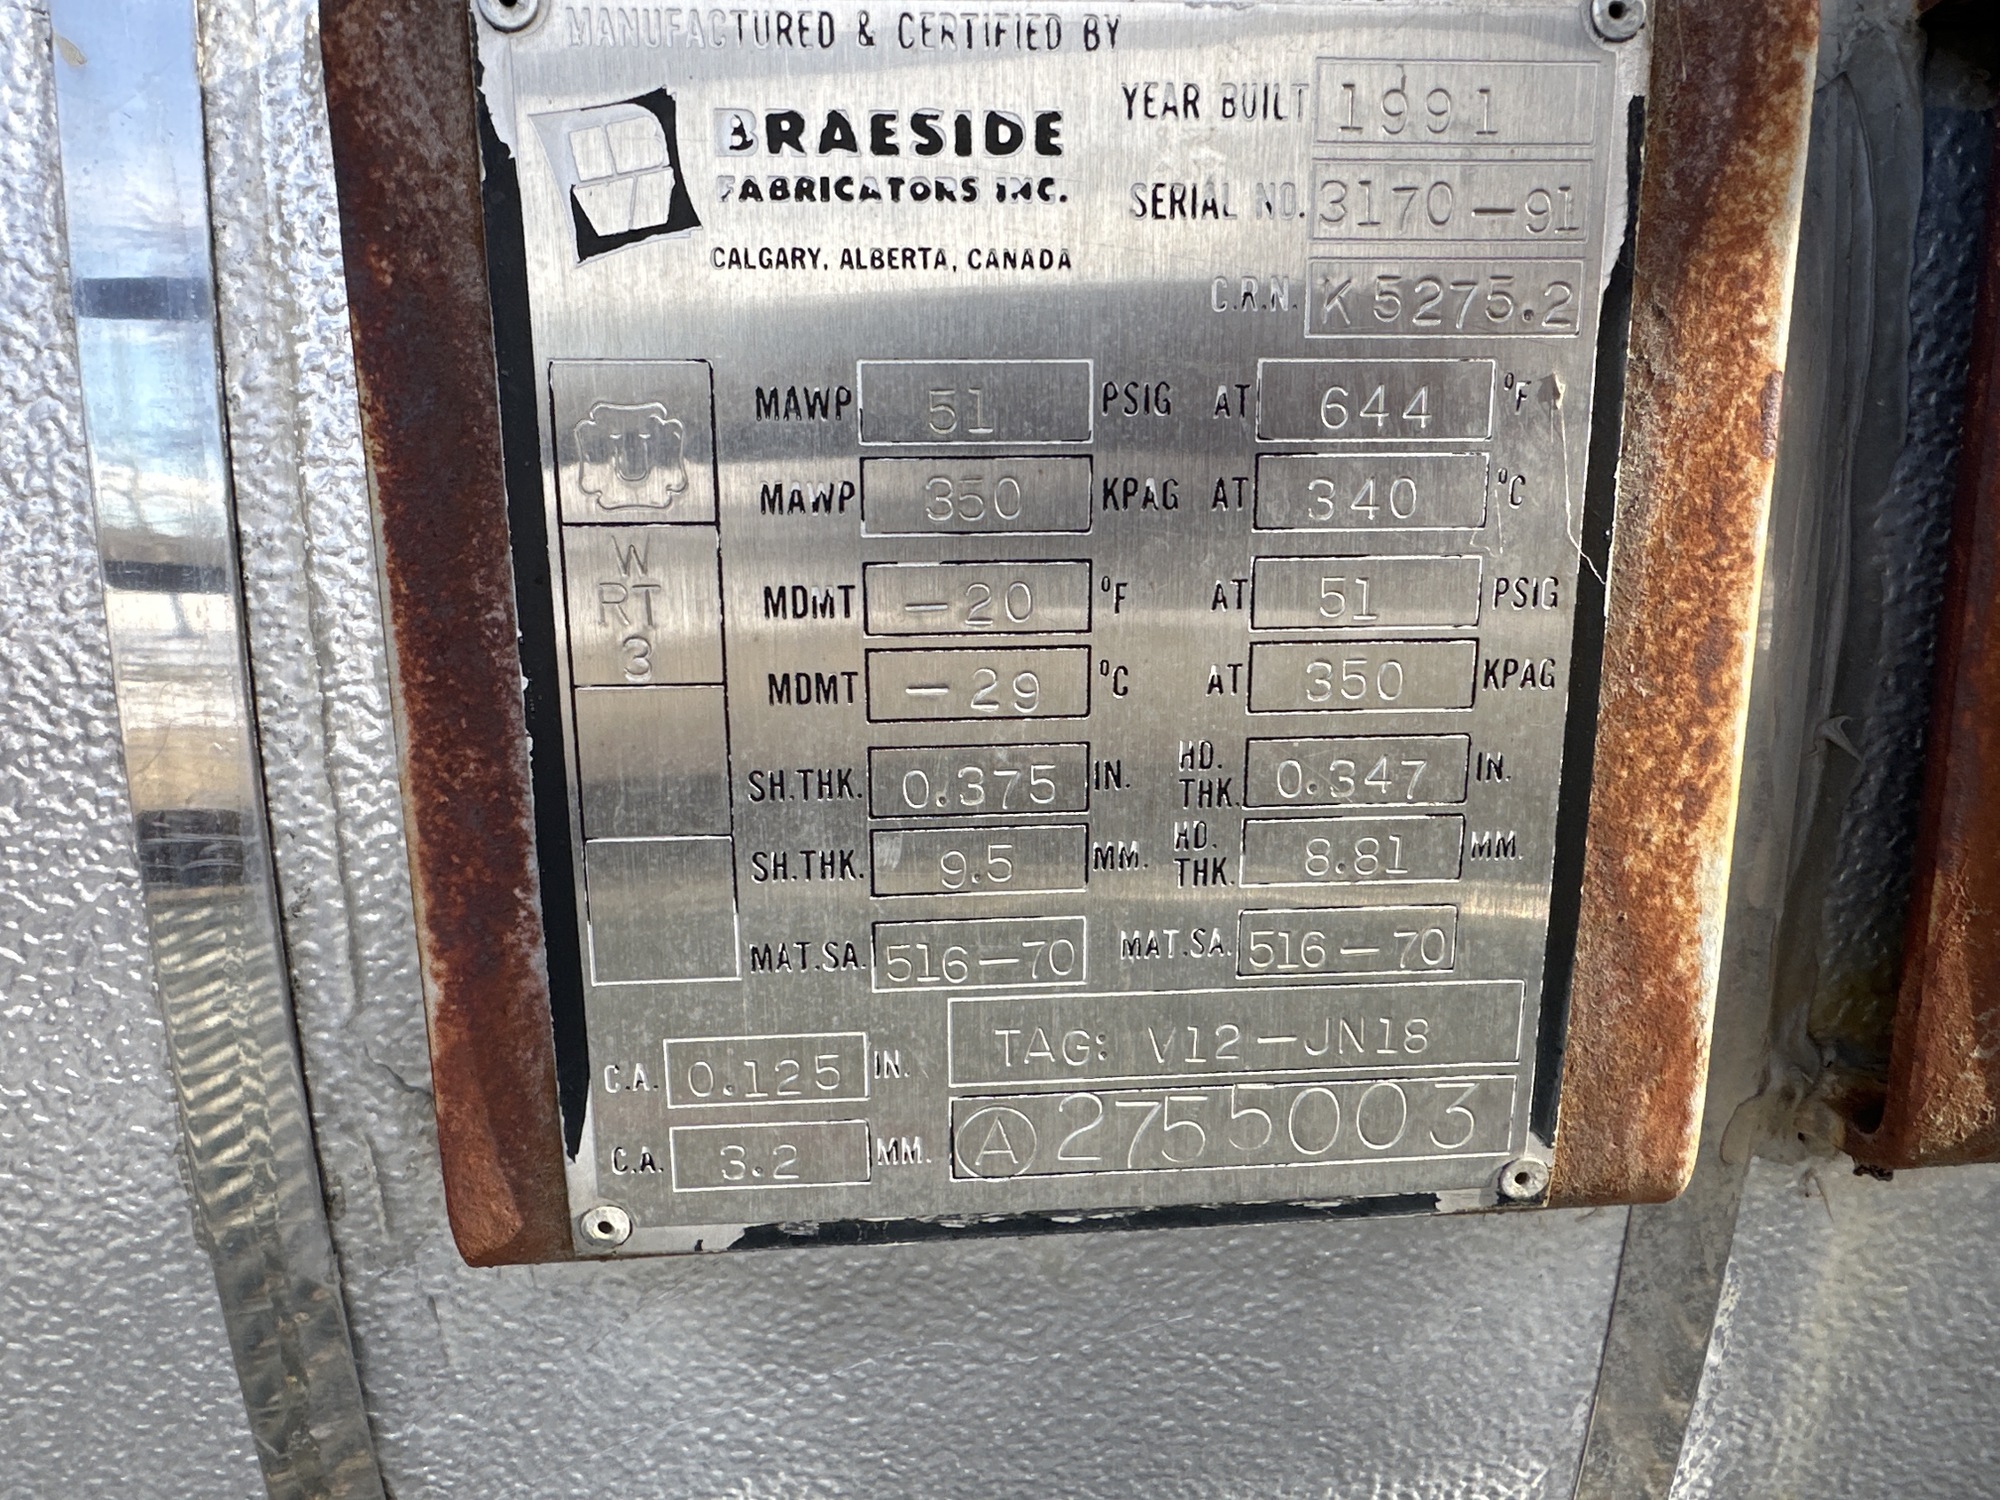 MANUFACTURED & CERTIFIED BY
BRAESIDE
FABRICATORS INC.
CALGARY, ALBERTA, CANADA
YEAR BUILT 1991
SERIAL NO. 3170-91
C.R.N. K5275.2
U
W
RT
3
MAWP 51 PSIG AT 644 °F
MAWP 350 KPAG AT 340 °C
MDMT -20 °F AT 51 PSIG
MDMT -29 °C AT 350 KPAG
SH.THK. 0.375 IN. HD. THK. 0.347 IN.
SH.THK. 9.5 MM. HD. THK. 8.81 MM.
MAT.SA. 516-70 MAT.SA. 516-70
TAG: V12-JN18
C.A. 0.125 IN.
A 2755003
C.A. 3.2 MM.